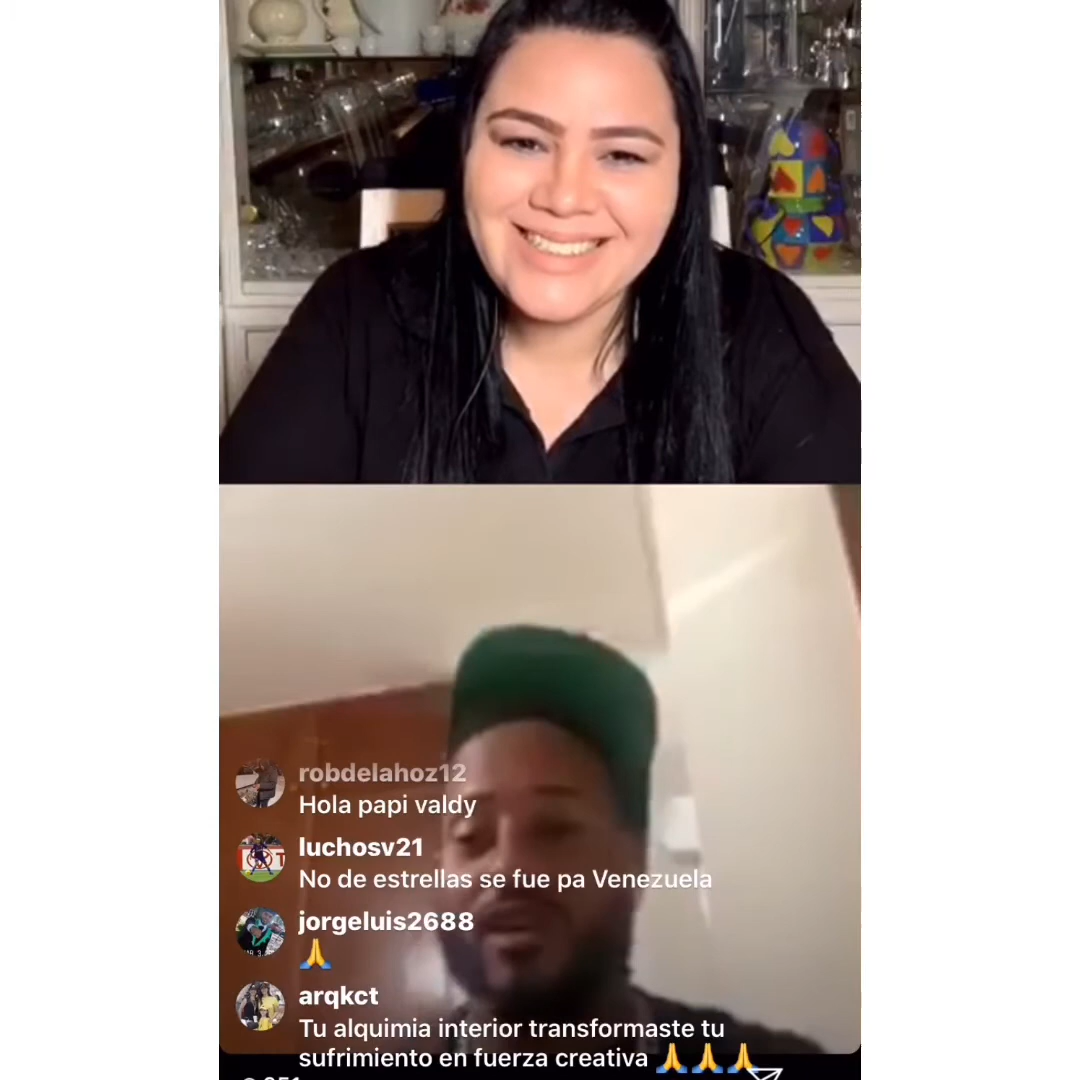 robdelahoz12
Hola papi valdy
luchosv21
No de estrellas se fue pa Venezuela
jorgeluis2688
🙏
arqkct
Tu alquimia interior transformaste tu
sufrimiento en fuerza creativa 🙏🙏🙏